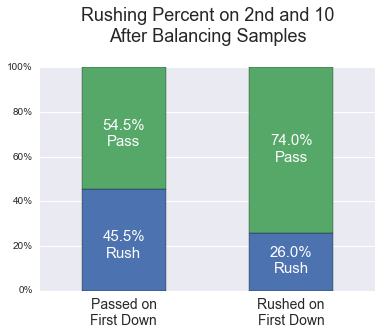 Rushing Percent on 2nd and 10
After Balancing Samples
100%
80%
60%
40%
20%
0%
54.5%
Pass
45.5%
Rush
74.0%
Pass
26.0%
Rush
Passed on
First Down
Rushed on
First Down